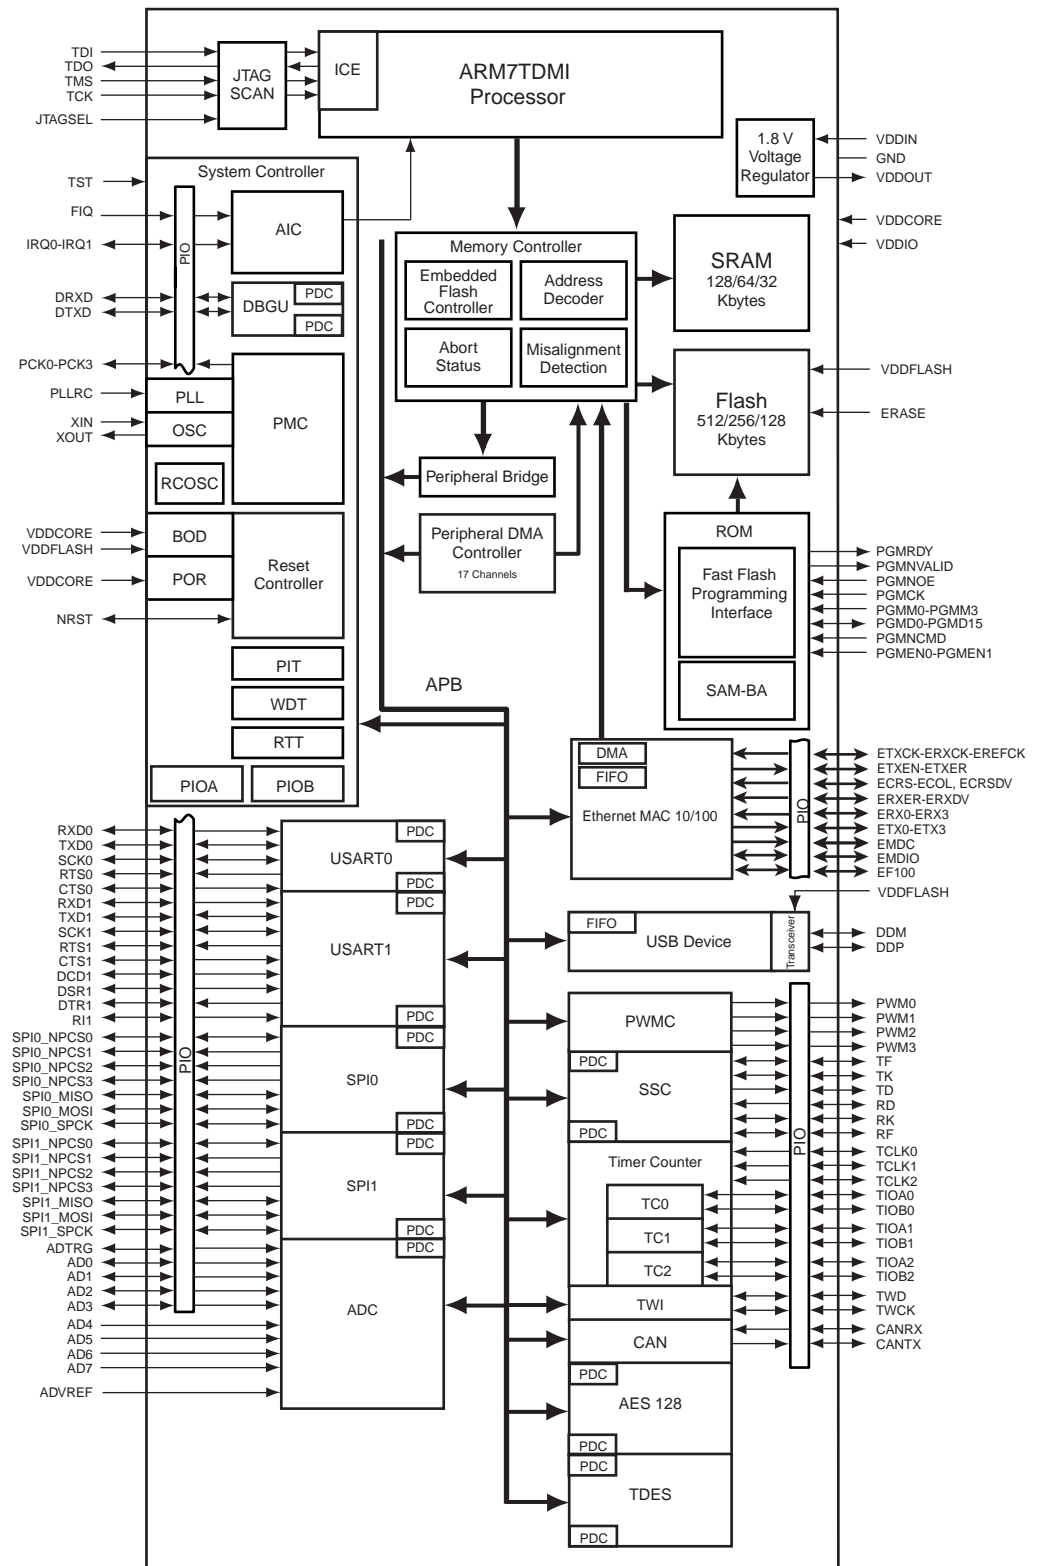 TDI
TDO
TMS
TCK
JTAGSEL
JTAG
SCAN
ICE
ARM7TDMI
Processor
1.8 V
Voltage
Regulator
VDDIN
GND
VDDOUT
VDDCORE
VDDIO
System Controller
TST
FIQ
IRQ0-IRQ1
PIO
AIC
DRXD
DTXD
DBGU
PDC
PDC
PCK0-PCK3
PLLRC
PLL
XIN
XOUT
OSC
PMC
RCOSC
VDDCORE
VDDFLASH
BOD
VDDCORE
POR
Reset
Controller
NRST
PIT
WDT
RTT
PIOA
PIOB
Memory Controller
Embedded
Flash
Controller
Address
Decoder
Abort
Status
Misalignment
Detection
SRAM
128/64/32
Kbytes
Flash
512/256/128
Kbytes
VDDFLASH
ERASE
Peripheral Bridge
Peripheral DMA
Controller
17 Channels
ROM
Fast Flash
Programming
Interface
SAM-BA
PGMRDY
PGMNVALID
PGMNOE
PGMCK
PGMM0-PGMM3
PGMD0-PGMD15
PGMNCMD
PGMEN0-PGMEN1
APB
DMA
FIFO
Ethernet MAC 10/100
PIO
ETXCK-ERXCK-EREFCK
ETXEN-ETXER
ECRS-ECOL, ECRSDV
ERXER-ERXDV
ERX0-ERX3
ETX0-ETX3
EMDC
EMDIO
EF100
VDDFLASH
FIFO
USB Device
Transceiver
DDM
DDP
RXD0
TXD0
SCK0
RTS0
CTS0
RXD1
TXD1
SCK1
RTS1
CTS1
DCD1
DSR1
DTR1
RI1
SPI0_NPCS0
SPI0_NPCS1
SPI0_NPCS2
SPI0_NPCS3
SPI0_MISO
SPI0_MOSI
SPI0_SPCK
SPI1_NPCS0
SPI1_NPCS1
SPI1_NPCS2
SPI1_NPCS3
SPI1_MISO
SPI1_MOSI
SPI1_SPCK
ADTRG
AD0
AD1
AD2
AD3
AD4
AD5
AD6
AD7
ADVREF
PIO
PDC
USART0
PDC
PDC
USART1
PDC
PDC
SPI0
PDC
PDC
SPI1
PDC
PDC
ADC
PWMC
PDC
SSC
PDC
Timer Counter
TC0
TC1
TC2
TWI
CAN
PDC
AES 128
PDC
PDC
TDES
PDC
PIO
PWM0
PWM1
PWM2
PWM3
TF
TK
TD
RD
RK
RF
TCLK0
TCLK1
TCLK2
TIOA0
TIOB0
TIOA1
TIOB1
TIOA2
TIOB2
TWD
TWCK
CANRX
CANTX